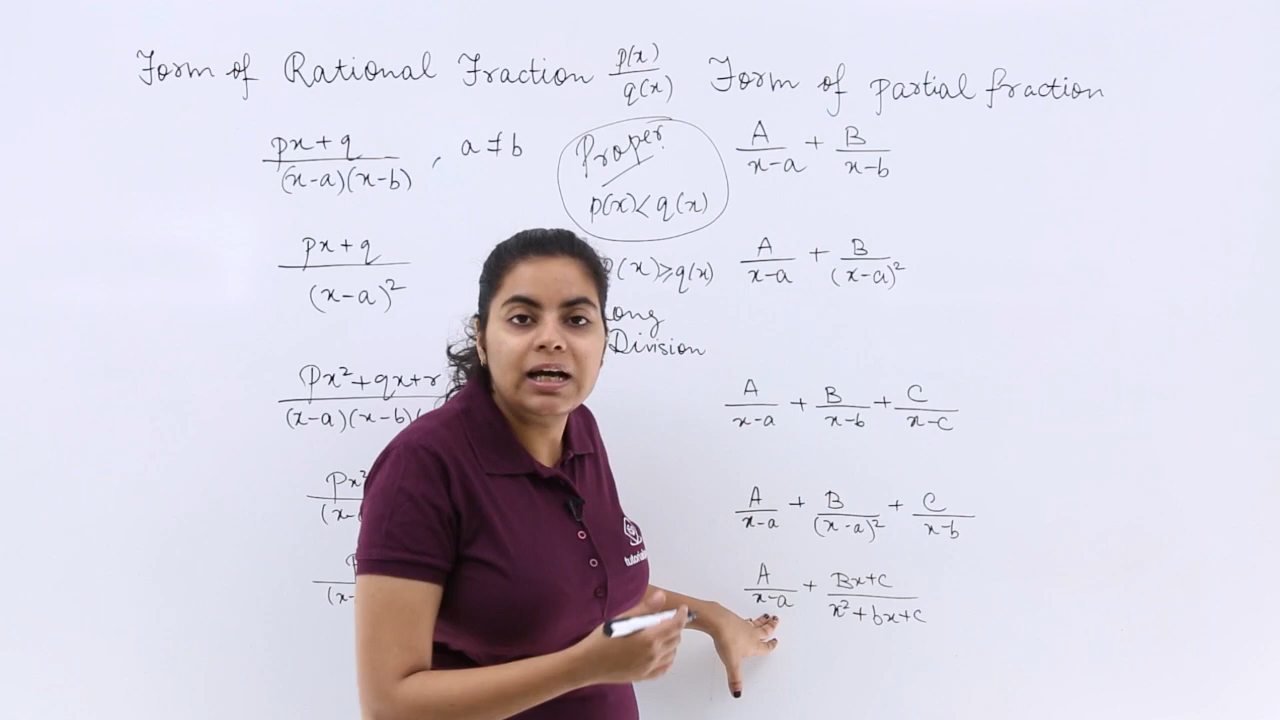 Form of Rational Fraction p(x)/q(x) Form of partial fraction
px+q/(x-a)(x-b), a≠b
Proper
p(x)<q(x)
A/x-a + B/x-b
px+q/(x-a)²
(x)⩾q(x)
Division
A/x-a + B/(x-a)²
px²+qx+r
(x-a)(x-b)
A/x-a + B/x-b + C/x-c
px²
A/x-a + B/(x-a)² + C/x-b
A/x-a + Bx+C/x²+bx+c